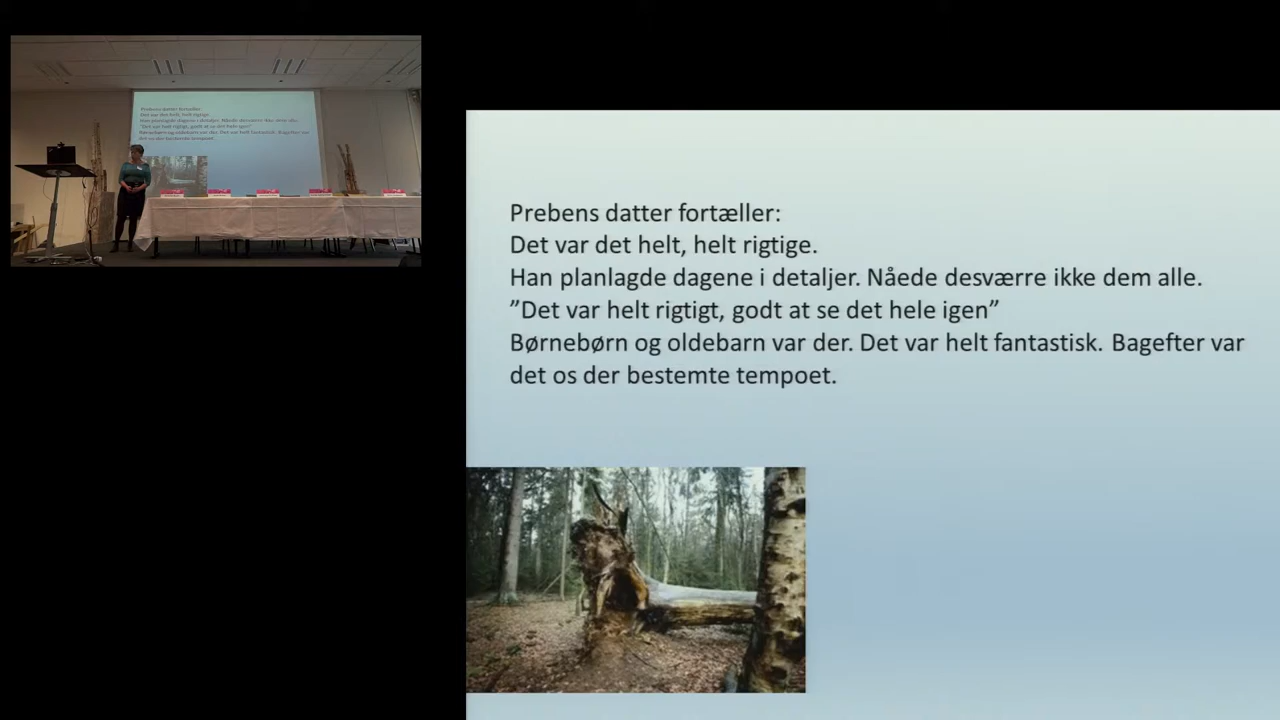 Prebens datter fortæller:
Det var det helt, helt rigtige.
Han planlagde dagene i detaljer. Nåede desværre ikke dem alle.
”Det var helt rigtigt, godt at se det hele igen”
Børnebørn og oldebarn var der. Det var helt fantastisk. Bagefter var
det os der bestemte tempoet.